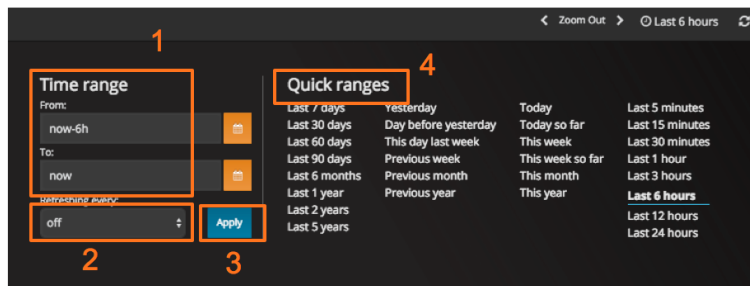 Zoom Out Last 6 hours
1
4
Time range
From:
now-6h
To:
now
Refreshing every:
off Apply
2
3
Quick ranges
Last 7 days
Last 30 days
Last 60 days
Last 90 days
Last 6 months
Last 1 year
Last 2 years
Last 5 years
Yesterday
Day before yesterday
This day last week
Previous week
Previous month
Previous year
Today
Today so far
This week
This week so far
This month
This year
Last 5 minutes
Last 15 minutes
Last 30 minutes
Last 1 hour
Last 3 hours
Last 6 hours
Last 12 hours
Last 24 hours